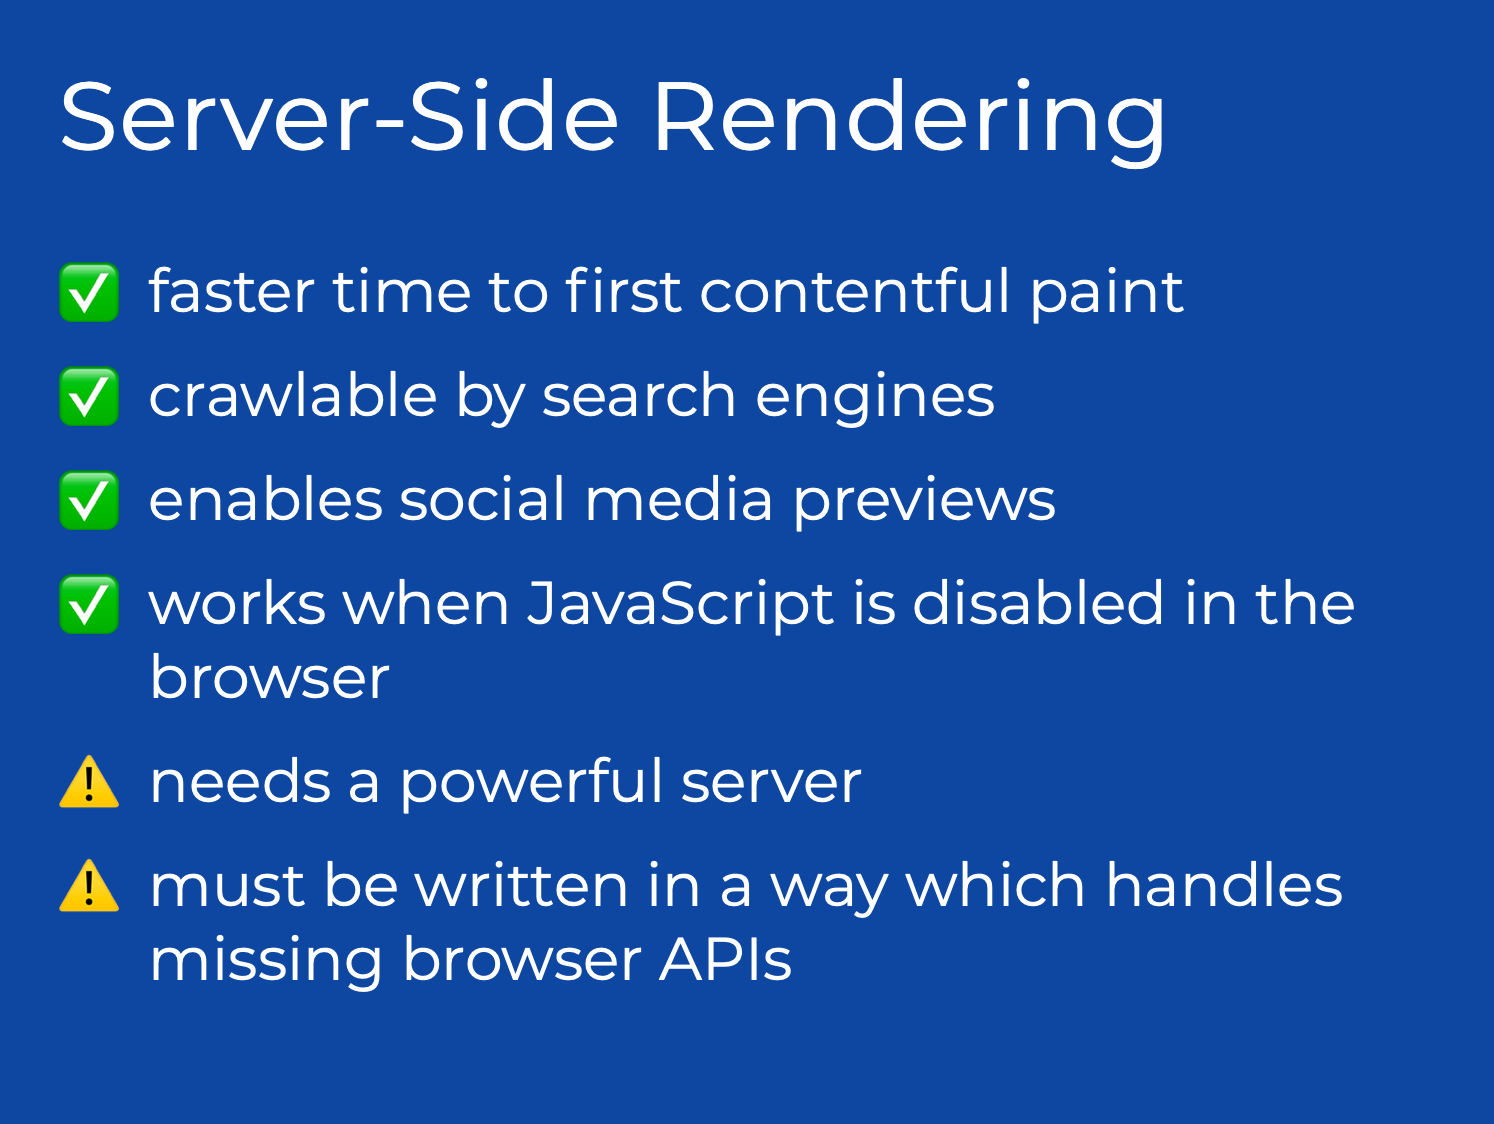 Server-Side Rendering
✅ faster time to first contentful paint
✅ crawlable by search engines
✅ enables social media previews
✅ works when JavaScript is disabled in the
browser
⚠️ needs a powerful server
⚠️ must be written in a way which handles
missing browser APIs